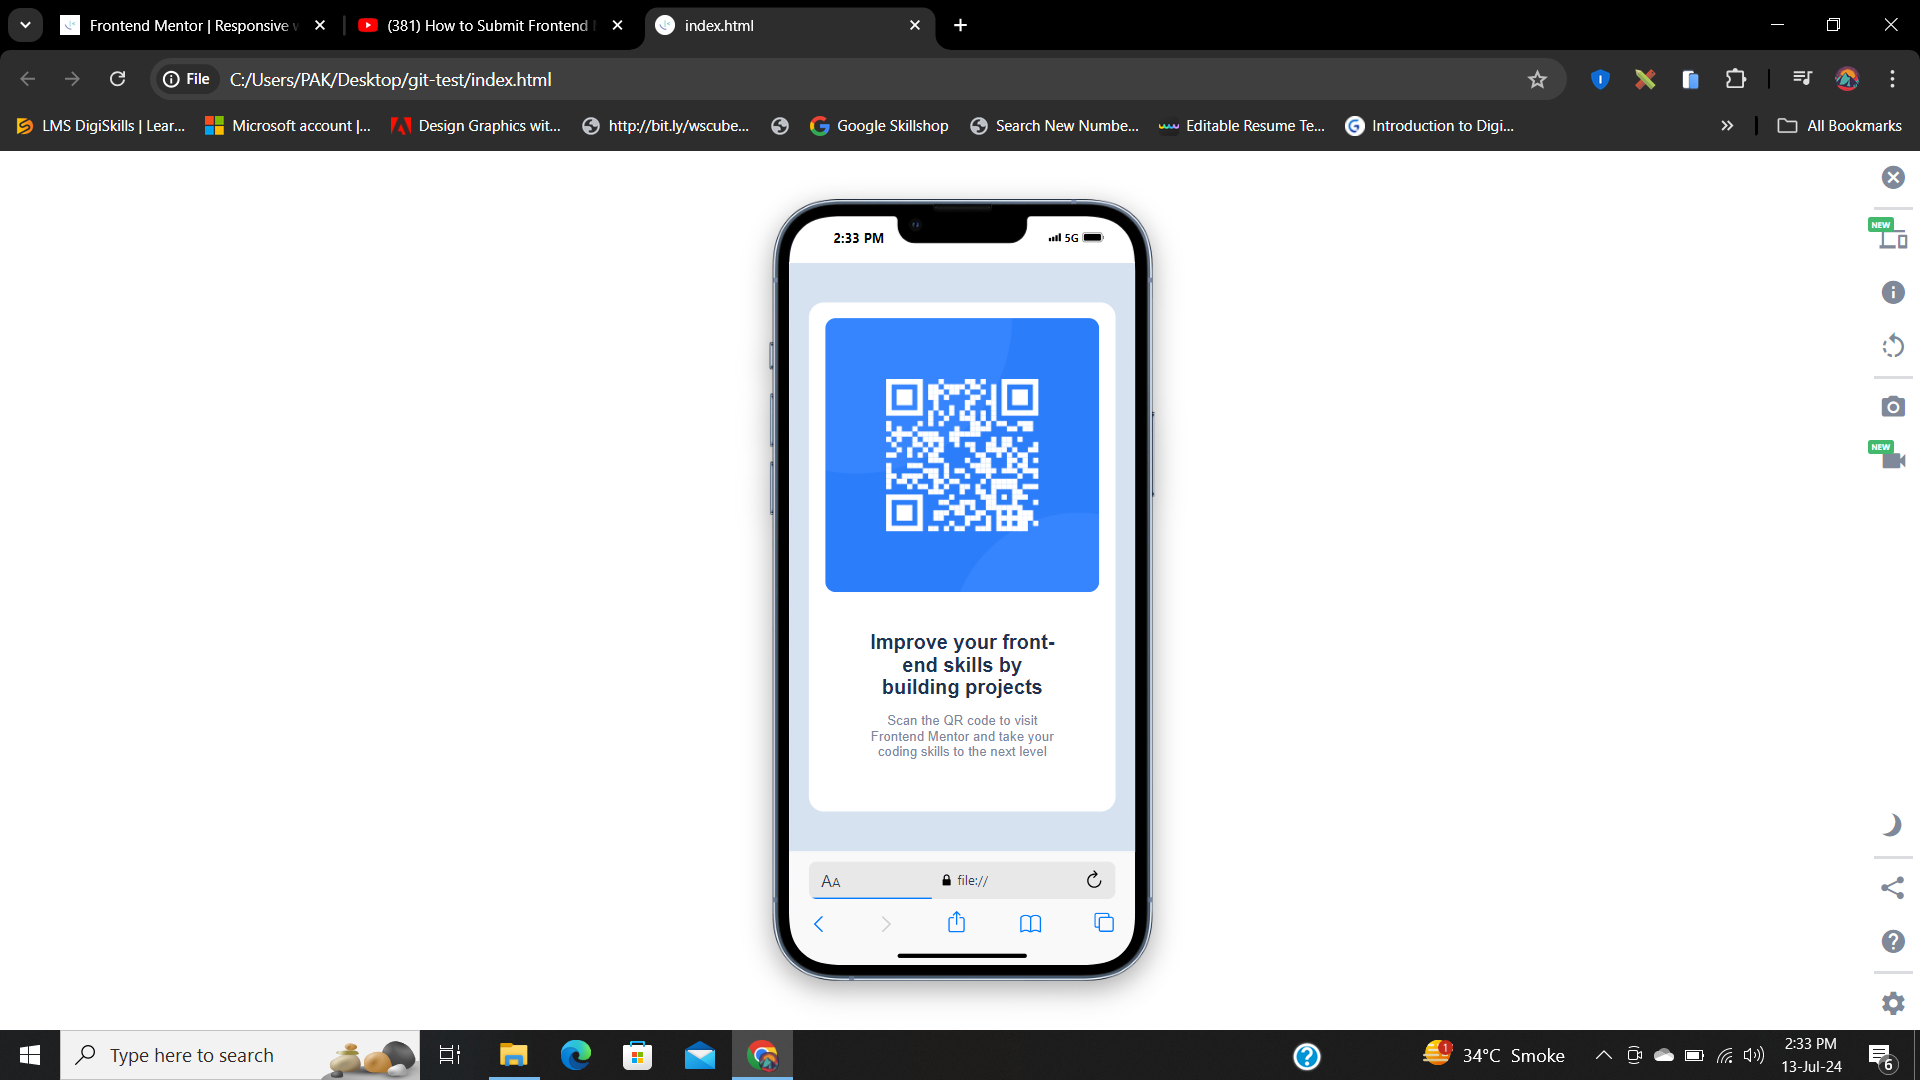 Frontend Mentor | Responsive w
(381) How to Submit Frontend
index.html
File
C:/Users/PAK/Desktop/git-test/index.html
LMS DigiSkills | Lear...
Microsoft account |...
Design Graphics wit...
http://bit.ly/wscube...
Google Skillshop
Search New Numbe...
Editable Resume Te...
Introduction to Digi...
All Bookmarks
NEW
NEW
2:33 PM
5G
Improve your front-
end skills by
building projects
Scan the QR code to visit
Frontend Mentor and take your
coding skills to the next level
AA
file://
Type here to search
1
34°C Smoke
2:33 PM
13-Jul-24
6